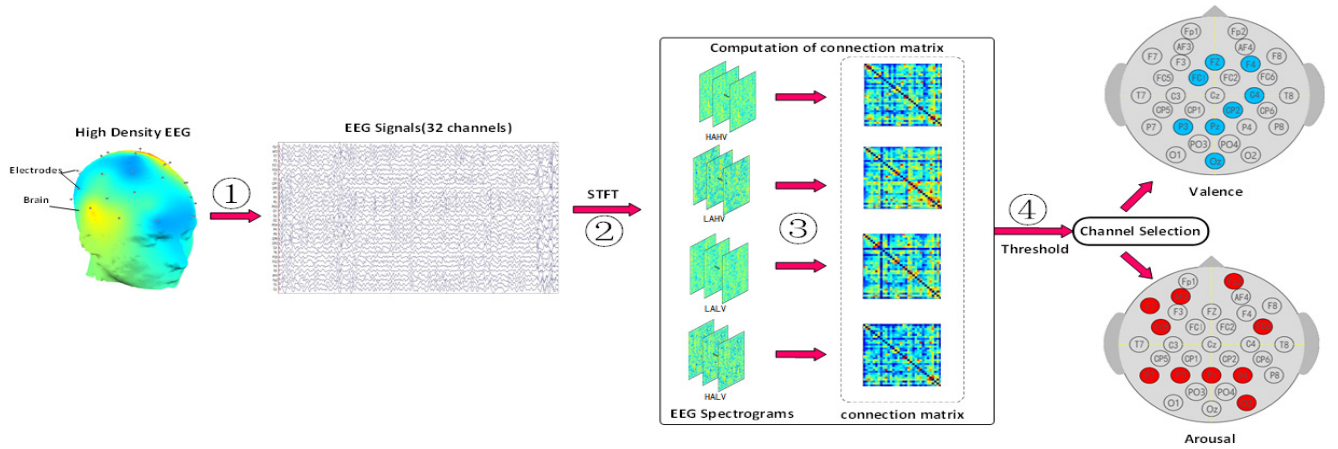 High Density EEG
Electrodes
Brain
①
EEG Signals(32 channels)
STFT
②
Computation of connection matrix
HAHV
LAHV
③
LALV
HALV
EEG Spectrograms
connection matrix
④
Threshold
Channel Selection
Fp1 Fp2
AF3 AF4
F7 F3 FZ F4 F8
FC5 FC1 FC2 FC6
T7 C3 Cz C4 T8
CP5 CP1 CP2 CP6
P7 P3 Pz P4 P8
PO3 PO4
O1 Oz O2
Valence
Fp1
AF4
F3 FZ F4 F8
FC1 FC2
T7 C3 Cz C4 T8
CP5 CP1 CP2 CP6
P8
PO3 PO4
O1 Oz
Arousal